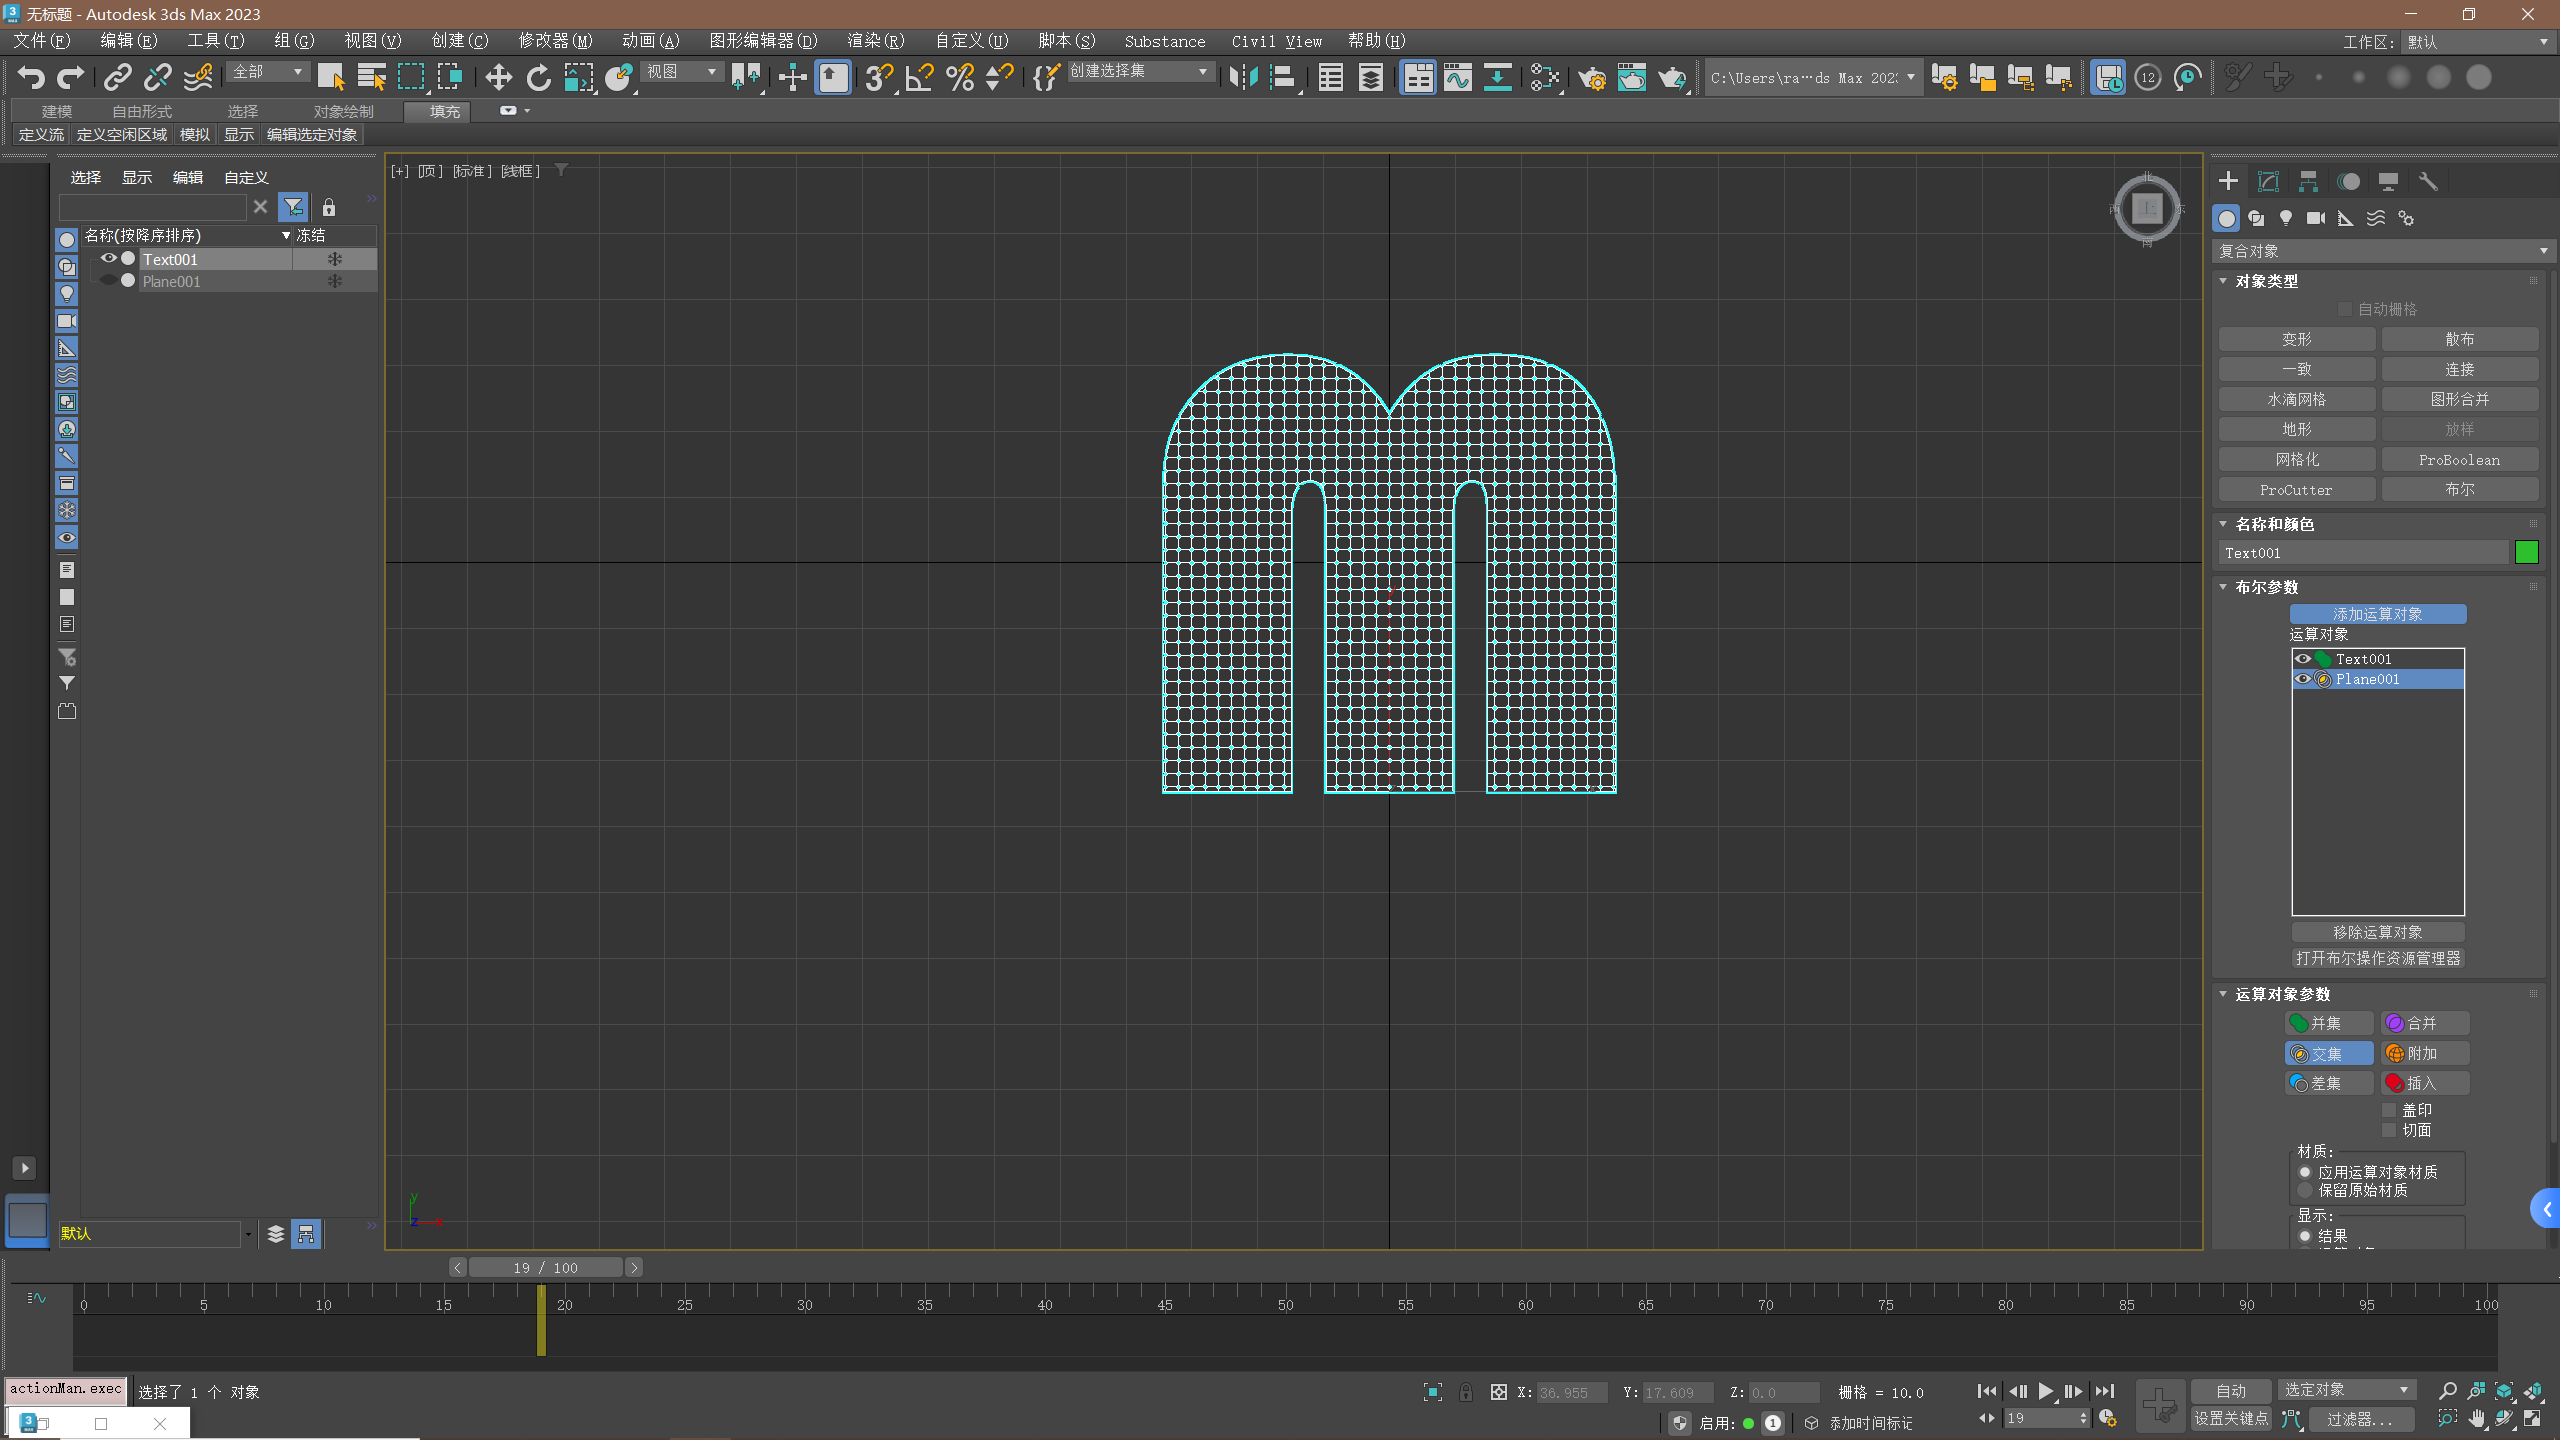 无标题 - Autodesk 3ds Max 2023
文件(F) 编辑(E) 工具(T) 组(G) 视图(V) 创建(C) 修改器(M) 动画(A) 图形编辑器(D) 渲染(R) 自定义(U) 脚本(S) Substance Civil View 帮助(H) 工作区: 默认
全部 视图 创建选择集 C:\Users\ra…ds Max 202 12
建模 自由形式 选择 对象绘制 填充
定义流 定义空闲区域 模拟 显示 编辑选定对象
选择 显示 编辑 自定义
[+] [顶] [标准] [线框]
名称(按降序排序) 冻结
Text001
Plane001
北
西 东
南
复合对象
对象类型
自动栅格
变形 散布
一致 连接
水滴网格 图形合并
地形 放样
网格化 ProBoolean
ProCutter 布尔
名称和颜色
Text001
布尔参数
添加运算对象
运算对象
Text001
Plane001
移除运算对象
打开布尔操作资源管理器
运算对象参数
并集 合并
交集 附加
差集 插入
盖印
切面
材质:
应用运算对象材质
保留原始材质
显示:
结果
y
z x
默认
19 / 100
0 5 10 15 20 25 30 35 40 45 50 55 60 65 70 75 80 85 90 95 100
actionMan.exec 选择了 1 个 对象 X: 36.955 Y: 17.609 Z: 0.0 栅格 = 10.0 自动 选定对象
启用: 1 添加时间标记 19 设置关键点 过滤器...